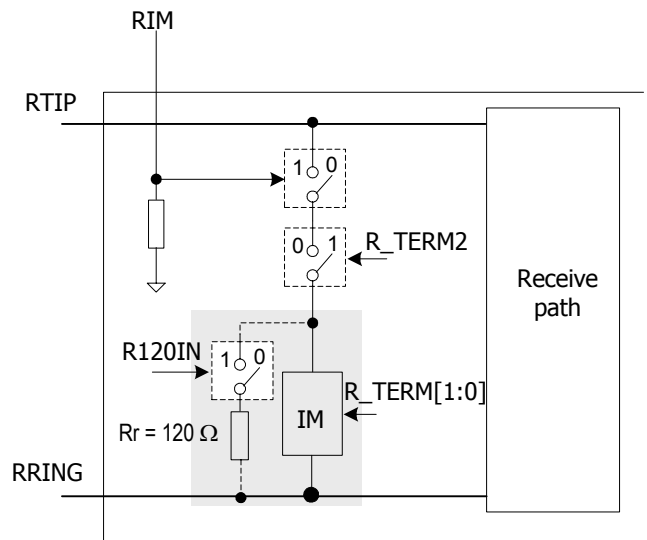 RIM
RTIP
1 0
0 1
R_TERM2
Receive
path
R120IN
1 0
R_TERM[1:0]
IM
Rr = 120 Ω
RRING